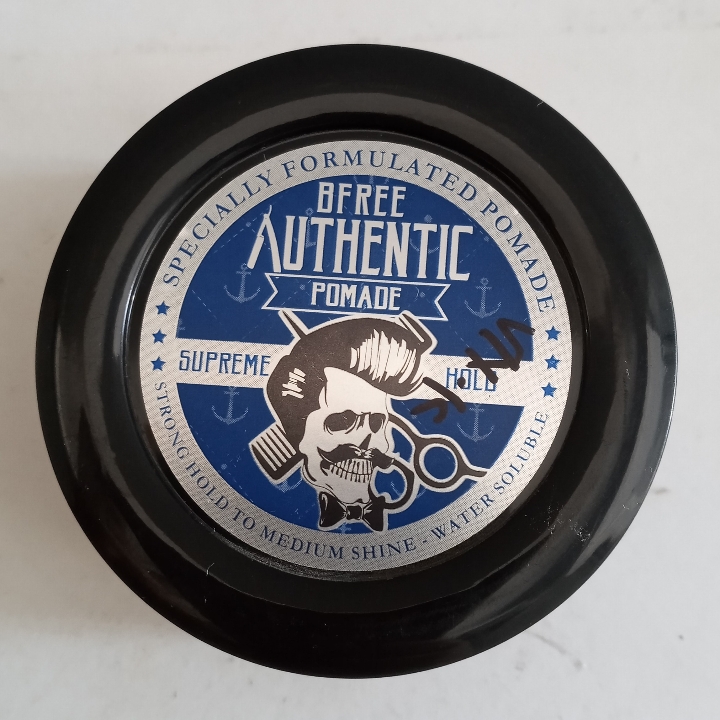 SPECIALLY FORMULATED POMADE
BFREE
AUTHENTIC
POMADE
SUPREME HOLD
STRONG HOLD TO MEDIUM SHINE - WATER SOLUBLE